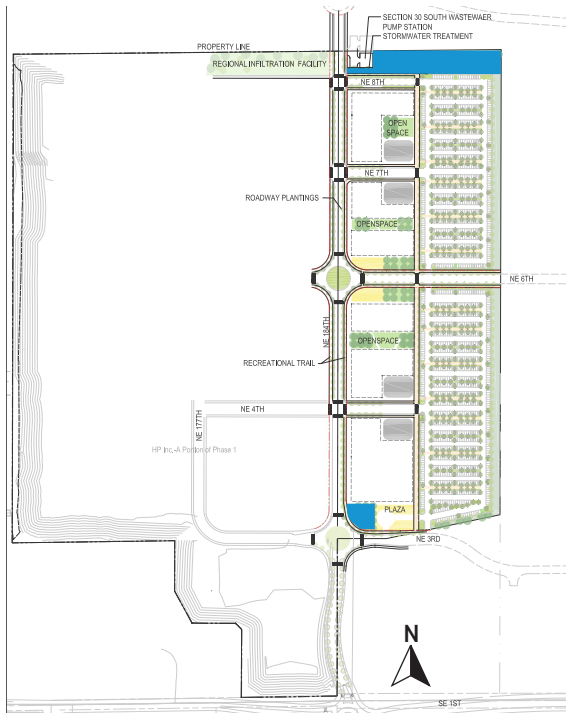 SECTION 30 SOUTH WASTEWAER
PUMP STATION
STORMWATER TREATMENT
PROPERTY LINE
REGIONAL INFILTRATION FACILITY
NE 8TH
OPEN
SPACE
NE 7TH
ROADWAY PLANTINGS
OPENSPACE
NE 6TH
NE 184TH
OPENSPACE
RECREATIONAL TRAIL
NE 4TH
NE 177TH
HP Inc.-A Portion of Phase 1
PLAZA
NE 3RD
N
SE 1ST